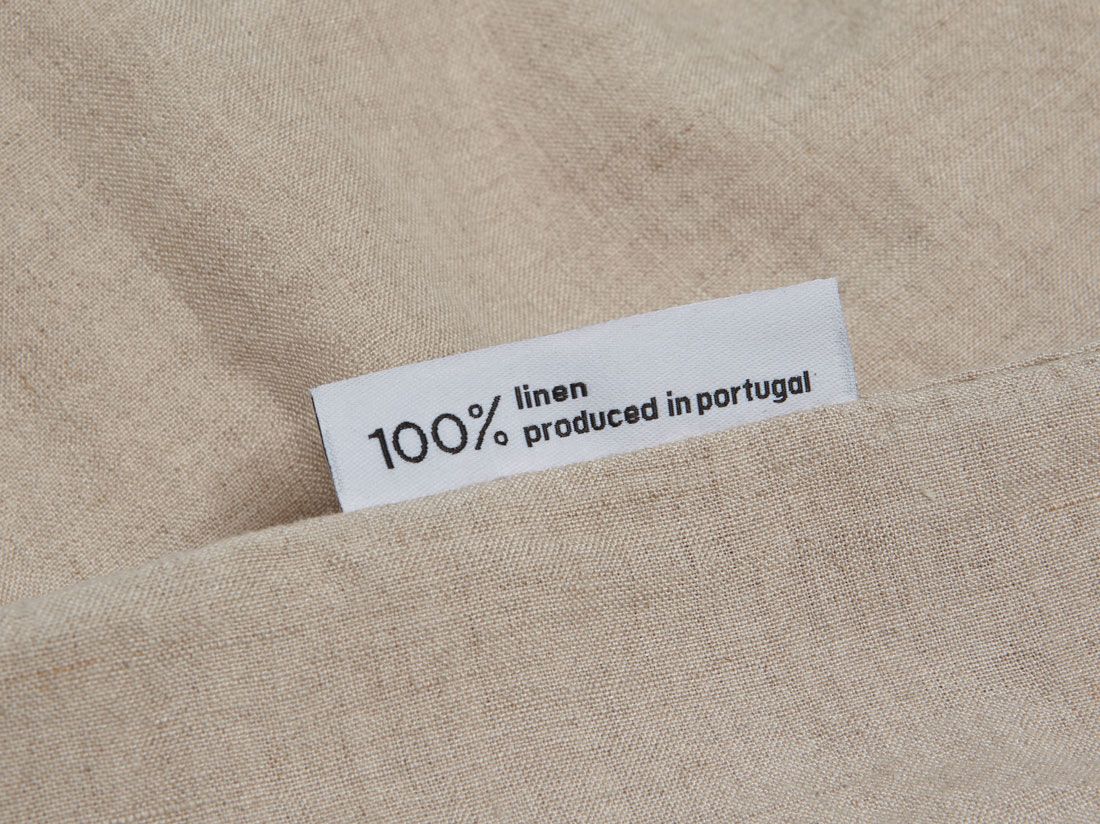 100% linen
produced in portugal